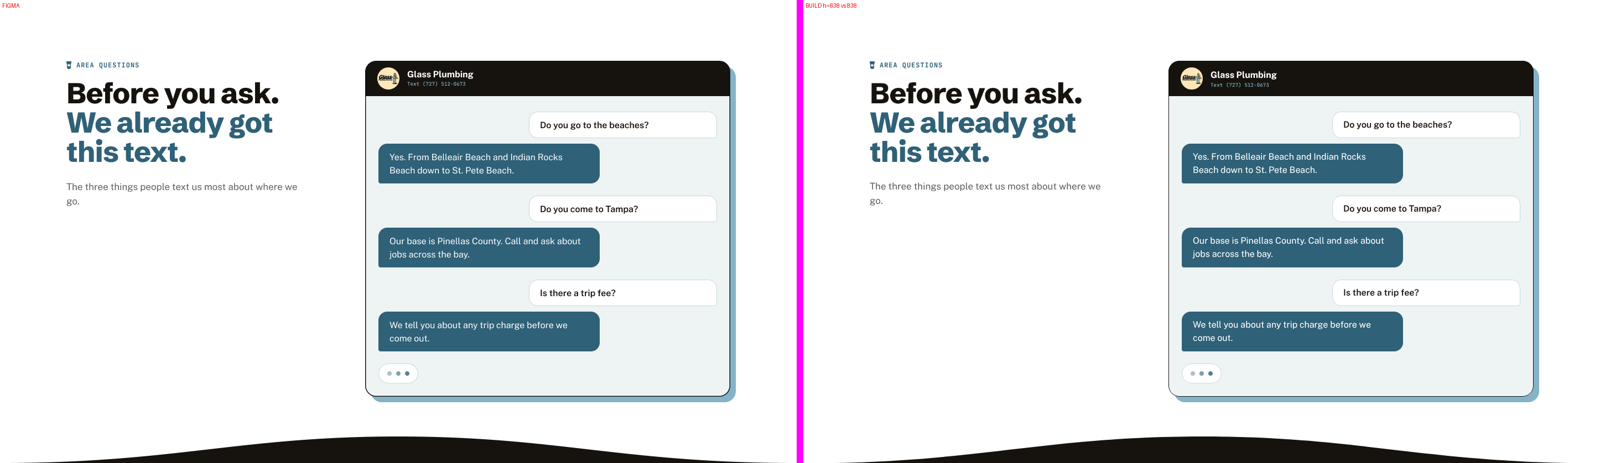 FIGMA
AREA QUESTIONS
Before you ask.
We already got
this text.
The three things people text us most about where we
go.
Glass
Glass Plumbing
Text (727) 512-0673
Do you go to the beaches?
Yes. From Belleair Beach and Indian Rocks
Beach down to St. Pete Beach.
Do you come to Tampa?
Our base is Pinellas County. Call and ask about
jobs across the bay.
Is there a trip fee?
We tell you about any trip charge before we
come out.
BUILD h=838 vs 838
AREA QUESTIONS
Before you ask.
We already got
this text.
The three things people text us most about where we
go.
Glass
Glass Plumbing
Text (727) 512-0673
Do you go to the beaches?
Yes. From Belleair Beach and Indian Rocks
Beach down to St. Pete Beach.
Do you come to Tampa?
Our base is Pinellas County. Call and ask about
jobs across the bay.
Is there a trip fee?
We tell you about any trip charge before we
come out.